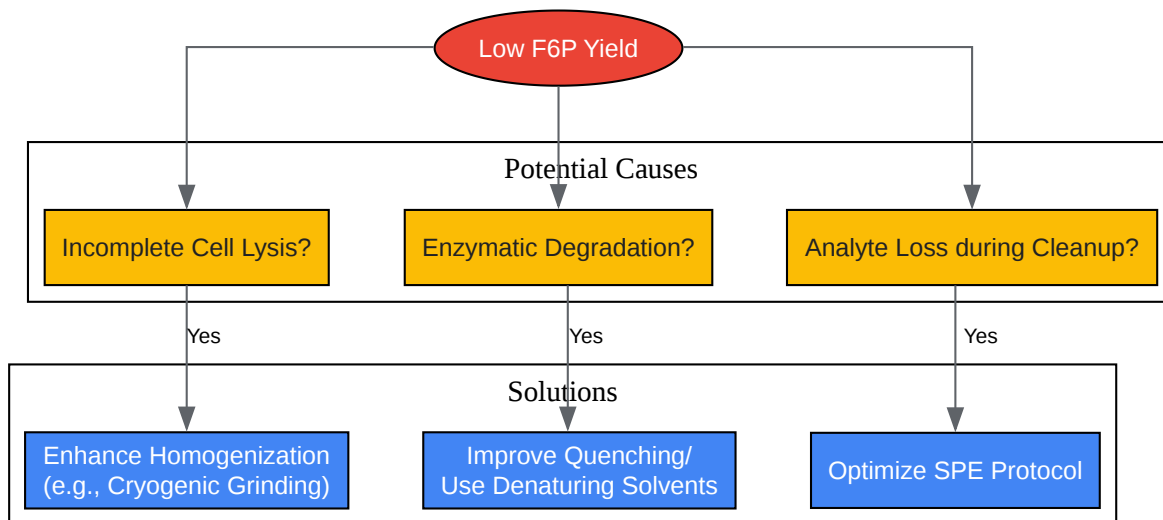 Low F6P Yield
Potential Causes
Incomplete Cell Lysis?
Enzymatic Degradation?
Analyte Loss during Cleanup?
Yes
Yes
Yes
Solutions
Enhance Homogenization
(e.g., Cryogenic Grinding)
Improve Quenching/
Use Denaturing Solvents
Optimize SPE Protocol